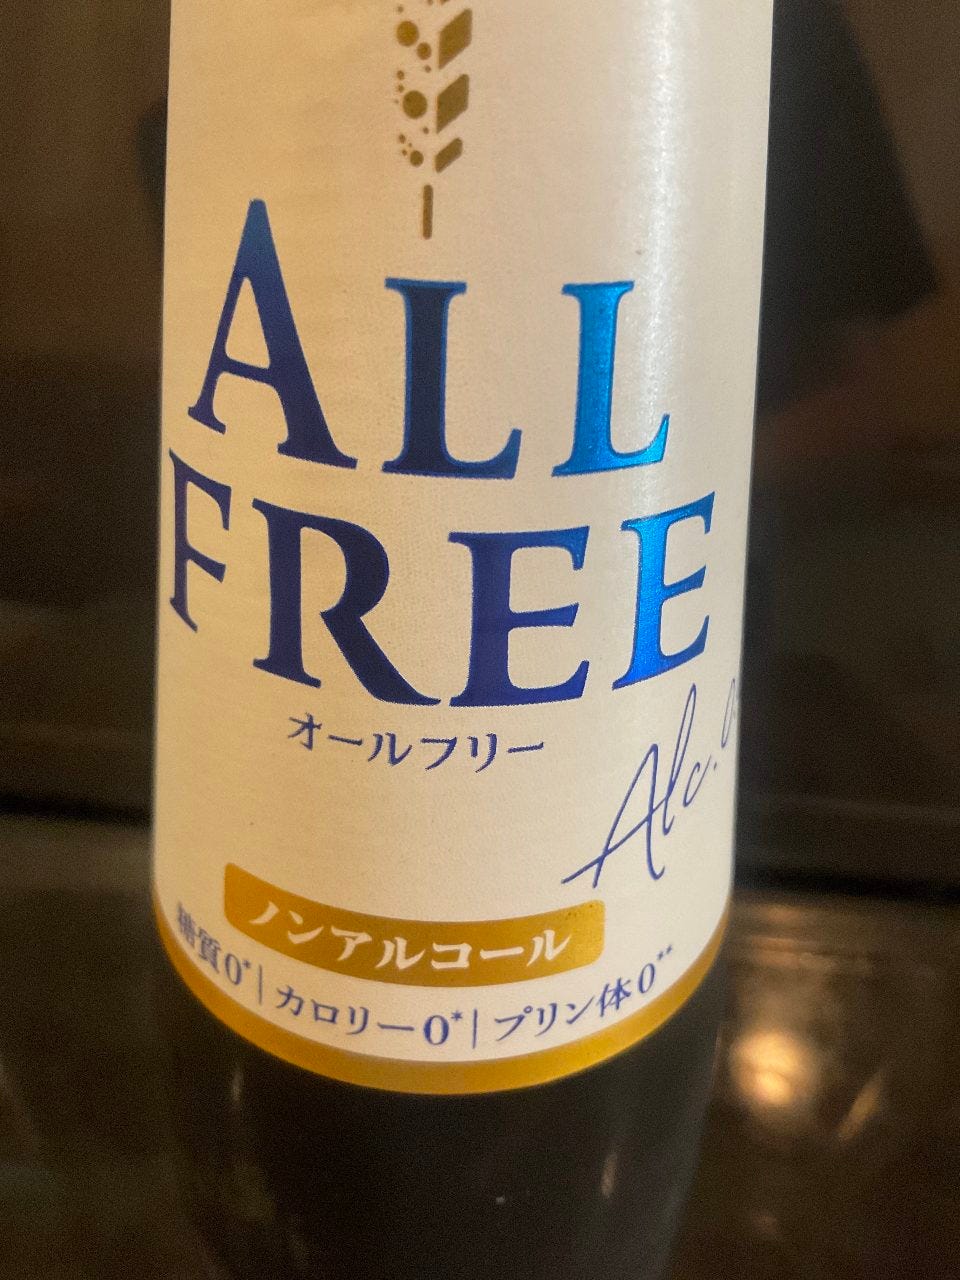 ALL
FREE
オールフリー
Alc.
ノンアルコール
糖質0*|カロリー0*|プリン体0**